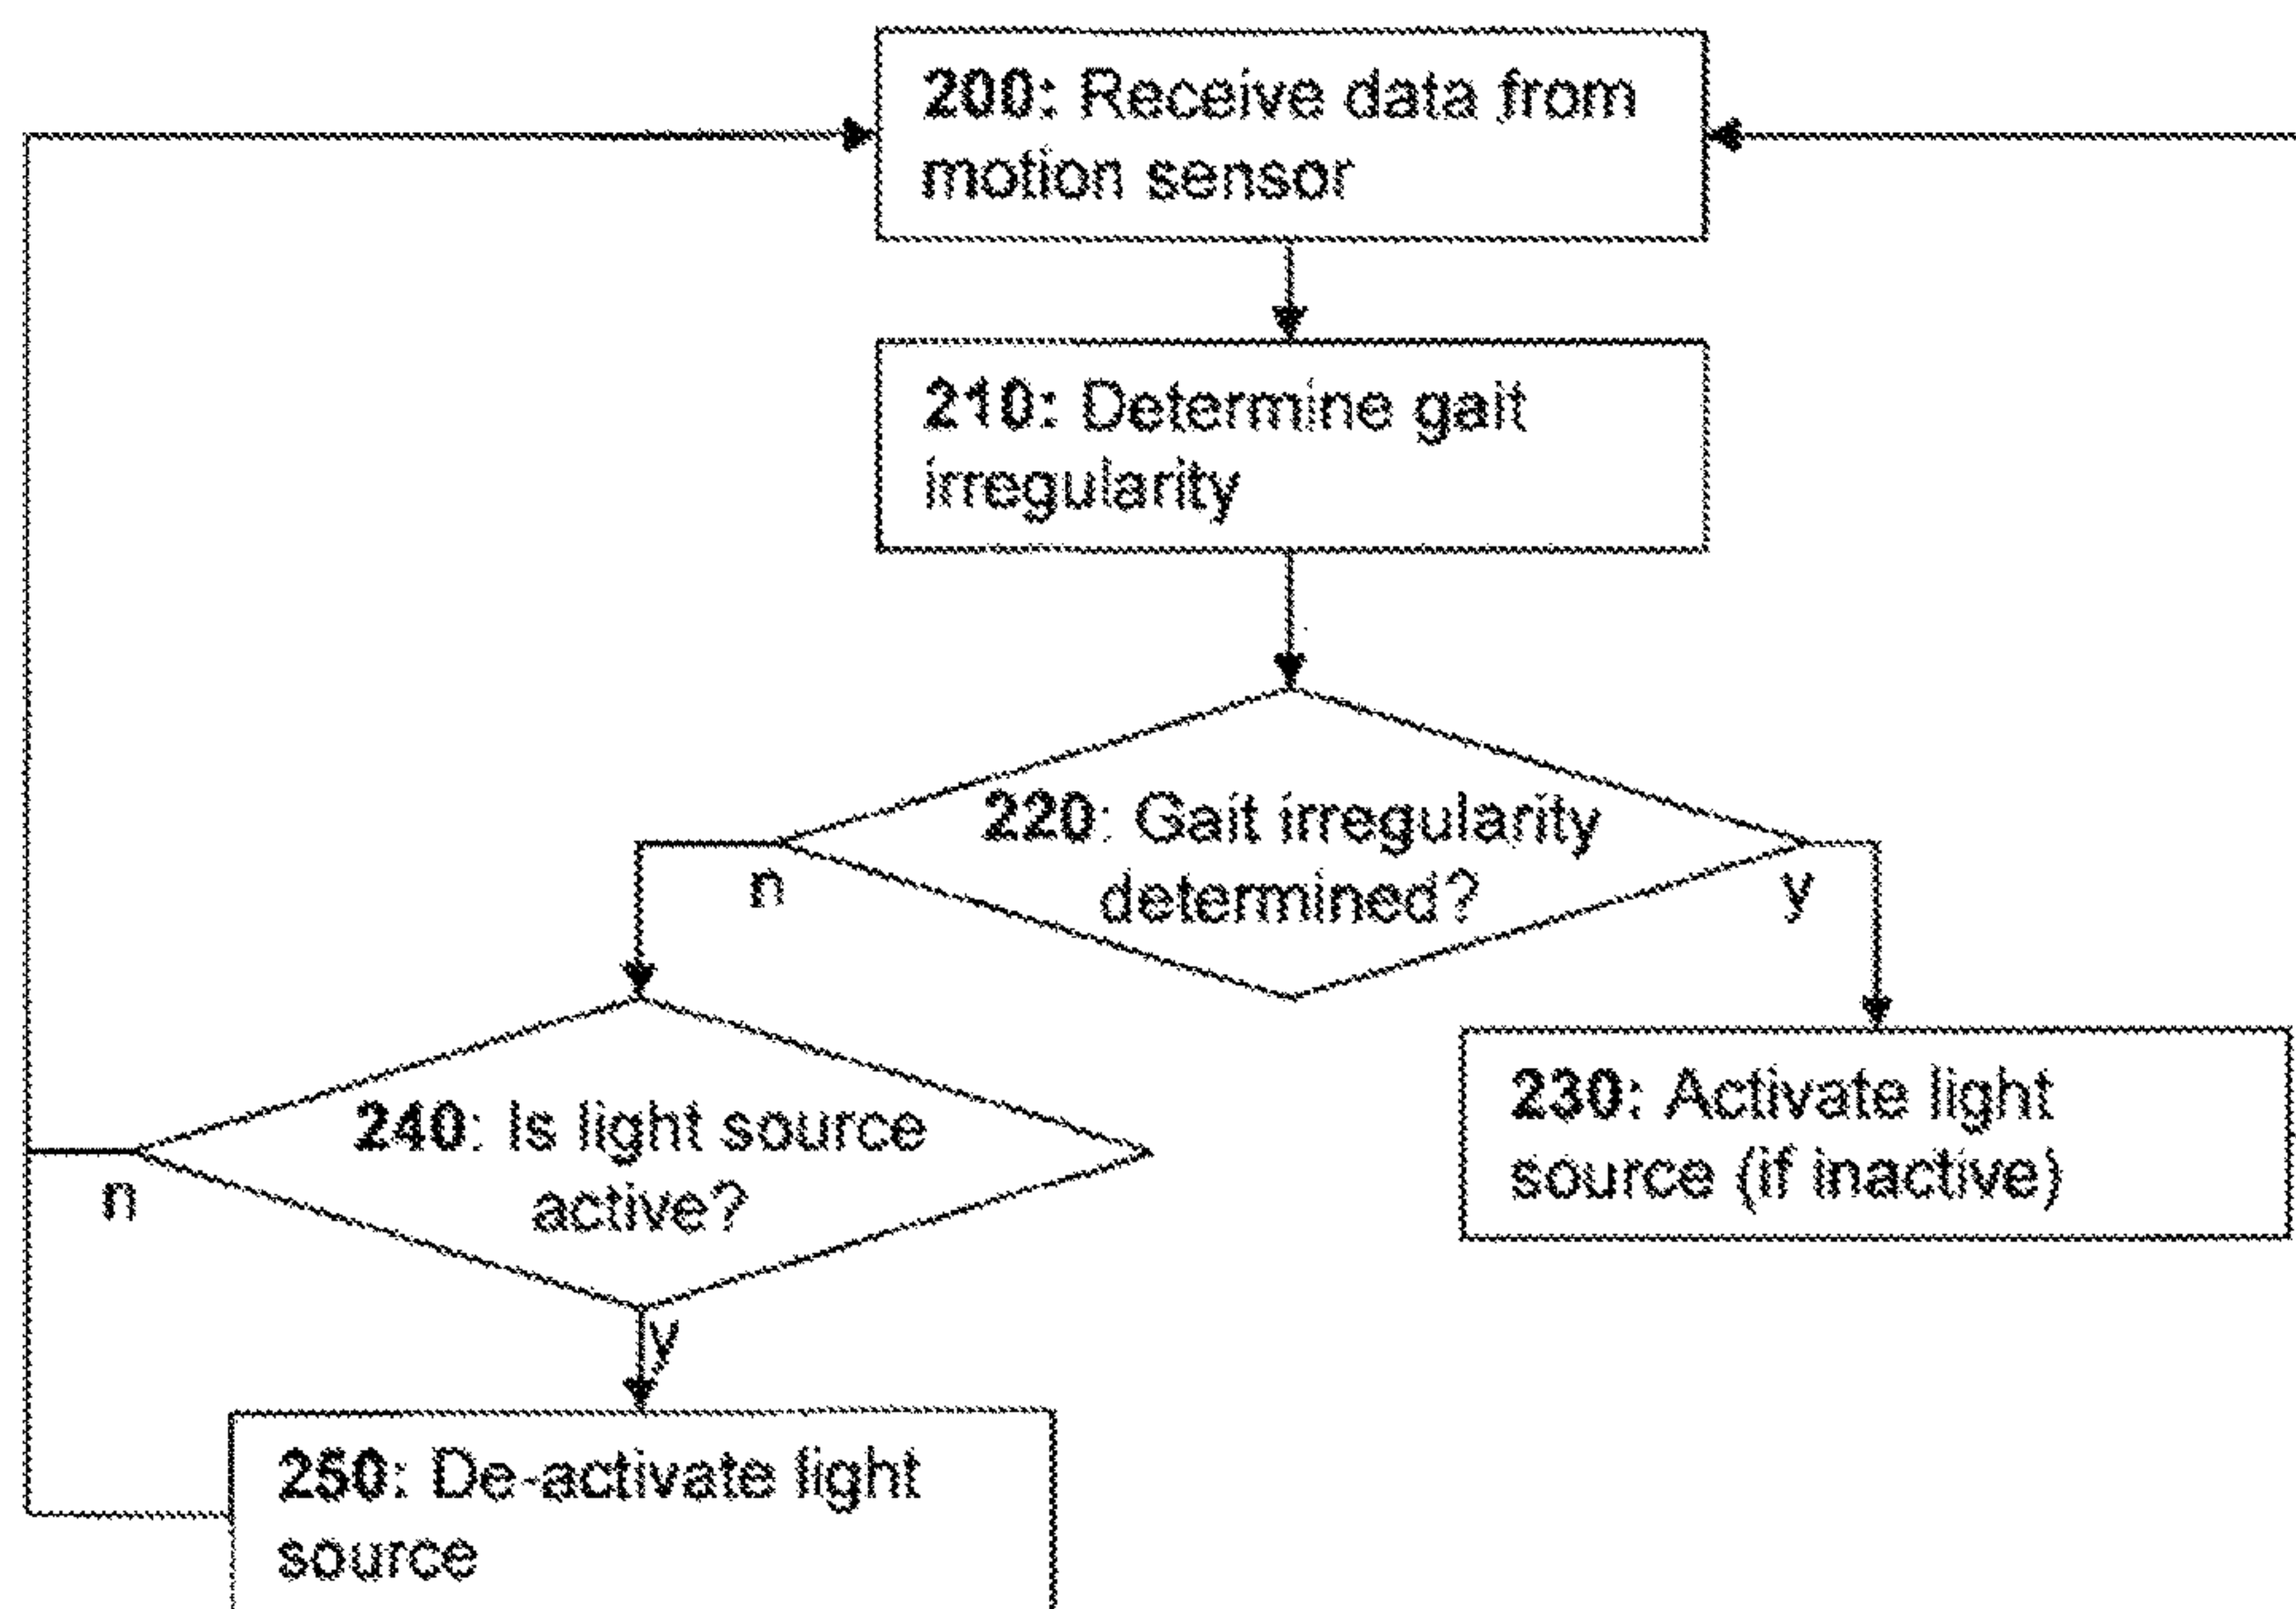 200: Receive data from
motion sensor
210: Determine gait
irregularity
220: Gait irregularity
determined?
n
y
240: Is light source
active?
n
y
230: Activate light
source (if inactive)
250: De-activate light
source